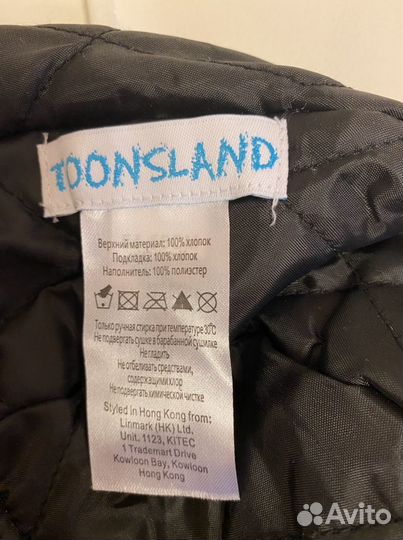 TOONSLAND
Верхний материал: 100% хлопок
Подкладка: 100% хлопок
Наполнитель: 100% полиэстер
Только ручная стирка при температуре 30°C
Не подвергать сушке в барабанной сушилке
Не гладить
Не отбеливать средствами,
содержащими хлор
Не подвергать химической чистке
Styled in Hong Kong from:
Linmark (HK) Ltd.
Unit. 1123, KITEC
1 Trademart Drive
Kowloon Bay, Kowloon
Hong Kong
Avito